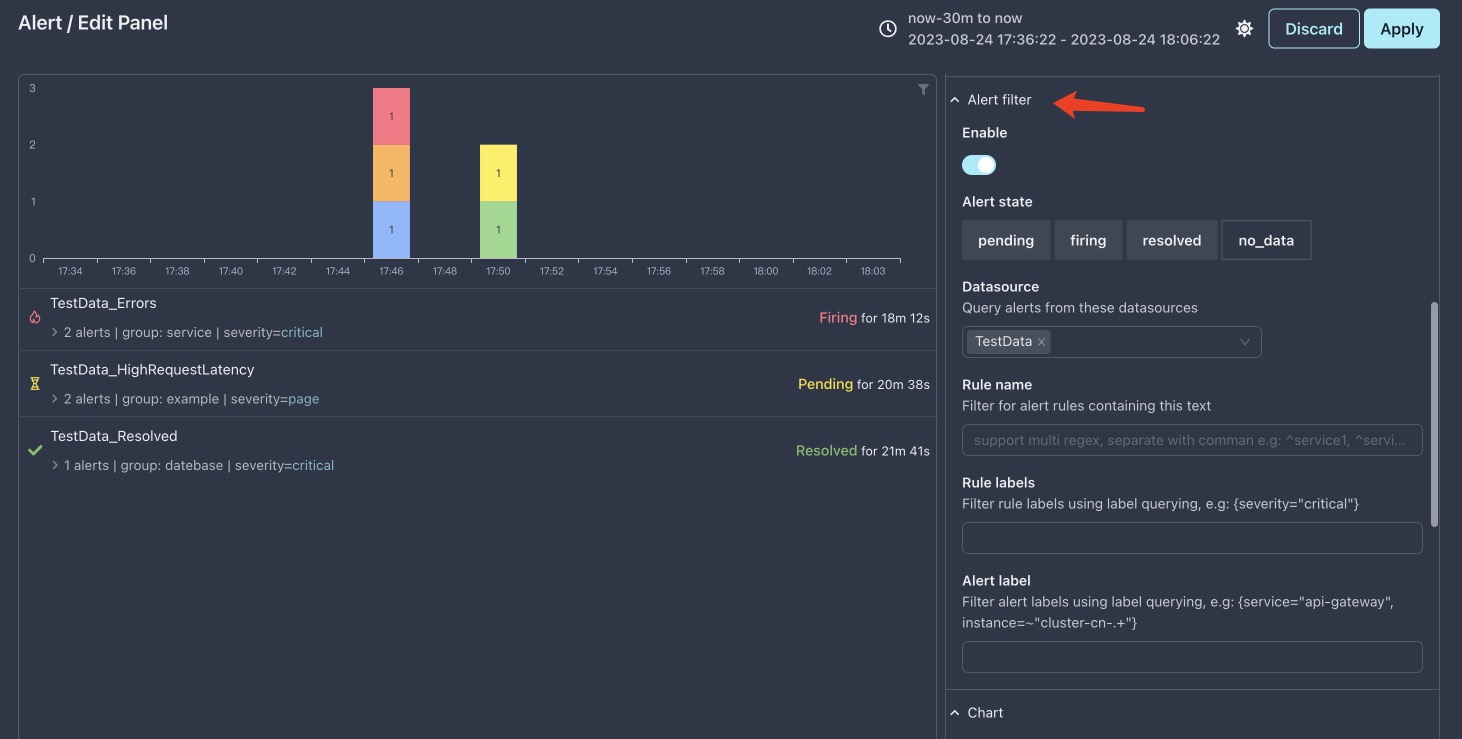 Alert / Edit Panel
now-30m to now
2023-08-24 17:36:22 - 2023-08-24 18:06:22
Discard
Apply
3
2
1
0
1
1
1
1
1
17:34 17:36 17:38 17:40 17:42 17:44 17:46 17:48 17:50 17:52 17:54 17:56 17:58 18:00 18:02 18:03
TestData_Errors
2 alerts | group: service | severity=critical
Firing for 18m 12s
TestData_HighRequestLatency
2 alerts | group: example | severity=page
Pending for 20m 38s
TestData_Resolved
1 alerts | group: datebase | severity=critical
Resolved for 21m 41s
Alert filter
Enable
Alert state
pending firing resolved no_data
Datasource
Query alerts from these datasources
TestData ×
Rule name
Filter for alert rules containing this text
support multi regex, separate with comman e.g: ^service1, ^servi...
Rule labels
Filter rule labels using label querying, e.g: {severity="critical"}
Alert label
Filter alert labels using label querying, e.g: {service="api-gateway",
instance=~"cluster-cn-.+"}
Chart